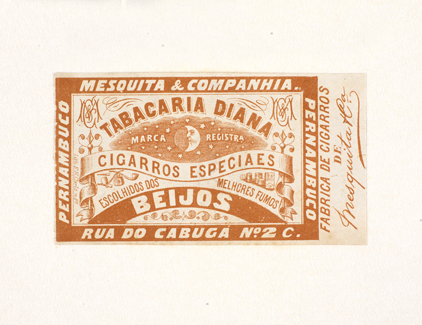 MESQUITA & COMPANHIA.
PERNAMBUCO
TABACARIA DIANA
MARCA REGISTRA
CIGARROS ESPECIAES
ESCOLHIDOS DOS MELHORES FUMOS
BEIJOS
RUA DO CABUGÁ Nº 2 C.
PERNAMBUCO
FABRICA DE CIGARROS
DE
Mesquita & Ca